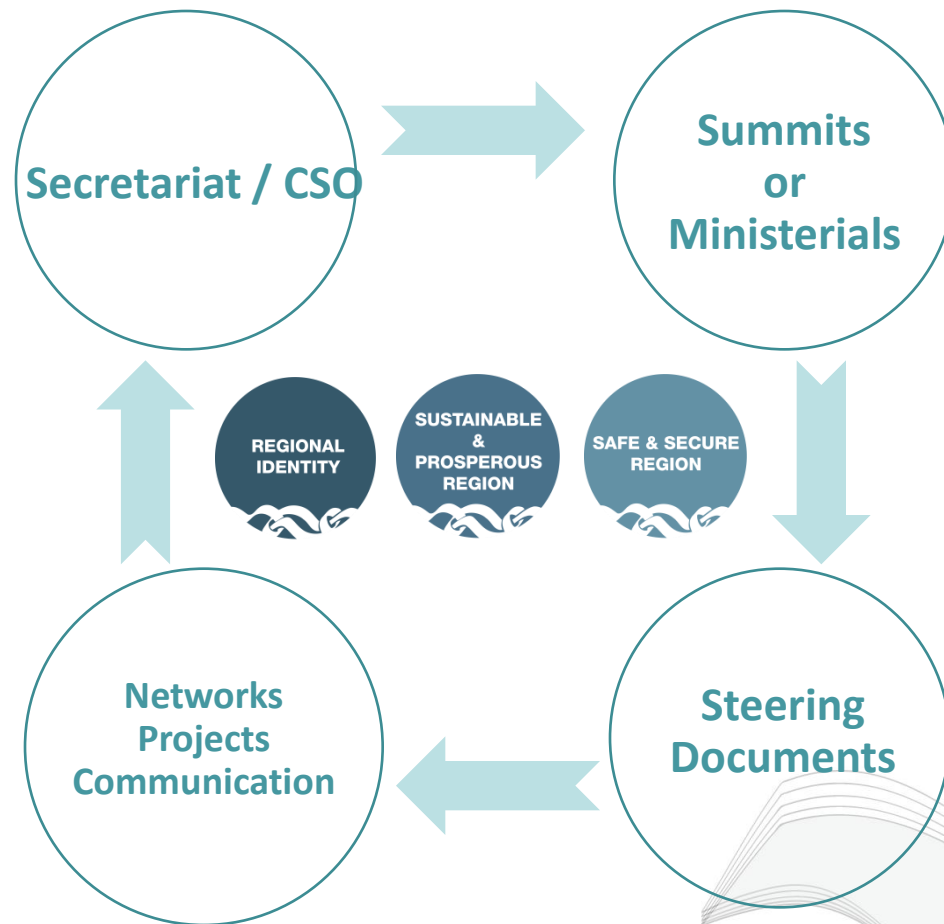 Secretariat / CSO
Summits
or
Ministerials
REGIONAL
IDENTITY
SUSTAINABLE
&
PROSPEROUS
REGION
SAFE & SECURE
REGION
Networks
Projects
Communication
Steering
Documents